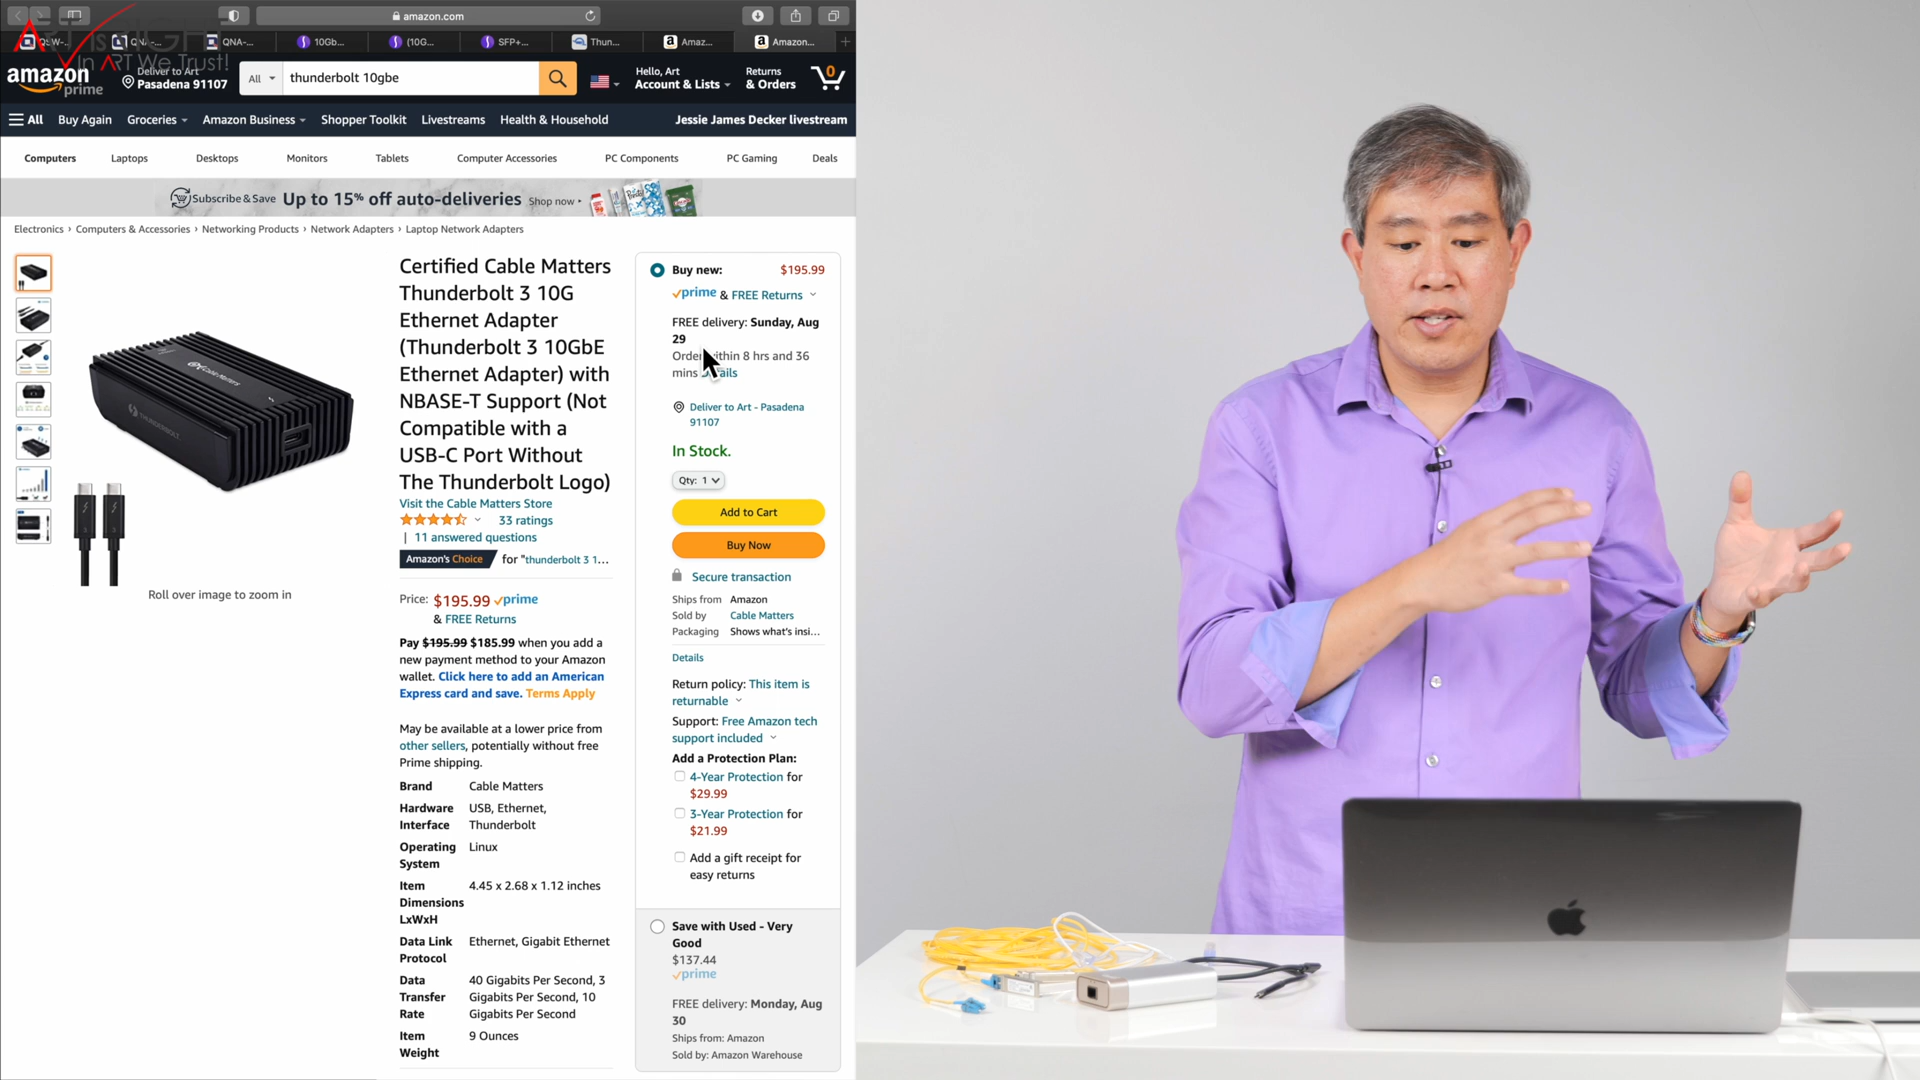 amazon.com
QSW-...
QNA-...
QNA-...
10Gb...
(10G...
SFP+...
Thun...
Amaz...
Amazon...
ART is RIGHT
In ART We Trust!
amazon
prime
Deliver to Art
Pasadena 91107
All
thunderbolt 10gbe
Hello, Art
Account & Lists
Returns
& Orders
0
All
Buy Again
Groceries
Amazon Business
Shopper Toolkit
Livestreams
Health & Household
Jessie James Decker livestream
Computers
Laptops
Desktops
Monitors
Tablets
Computer Accessories
PC Components
PC Gaming
Deals
Subscribe & Save Up to 15% off auto-deliveries Shop now ▸
Electronics › Computers & Accessories › Networking Products › Network Adapters › Laptop Network Adapters
Cable Matters
THUNDERBOLT
Roll over image to zoom in
Certified Cable Matters
Thunderbolt 3 10G
Ethernet Adapter
(Thunderbolt 3 10GbE
Ethernet Adapter) with
NBASE-T Support (Not
Compatible with a
USB-C Port Without
The Thunderbolt Logo)
Visit the Cable Matters Store
33 ratings
| 11 answered questions
Amazon's Choice for "thunderbolt 3 1...
Price: $195.99 prime
& FREE Returns
Pay $195.99 $185.99 when you add a
new payment method to your Amazon
wallet. Click here to add an American
Express card and save. Terms Apply
May be available at a lower price from
other sellers, potentially without free
Prime shipping.
Brand Cable Matters
Hardware USB, Ethernet,
Interface Thunderbolt
Operating Linux
System
Item 4.45 x 2.68 x 1.12 inches
Dimensions
LxWxH
Data Link Ethernet, Gigabit Ethernet
Protocol
Data 40 Gigabits Per Second, 3
Transfer Gigabits Per Second, 10
Rate Gigabits Per Second
Item 9 Ounces
Weight
Buy new: $195.99
prime & FREE Returns
FREE delivery: Sunday, Aug
29
Order within 8 hrs and 36
mins Details
Deliver to Art - Pasadena
91107
In Stock.
Qty: 1
Add to Cart
Buy Now
Secure transaction
Ships from Amazon
Sold by Cable Matters
Packaging Shows what's insi...
Details
Return policy: This item is
returnable
Support: Free Amazon tech
support included
Add a Protection Plan:
4-Year Protection for
$29.99
3-Year Protection for
$21.99
Add a gift receipt for
easy returns
Save with Used - Very
Good
$137.44
prime
FREE delivery: Monday, Aug
30
Ships from: Amazon
Sold by: Amazon Warehouse